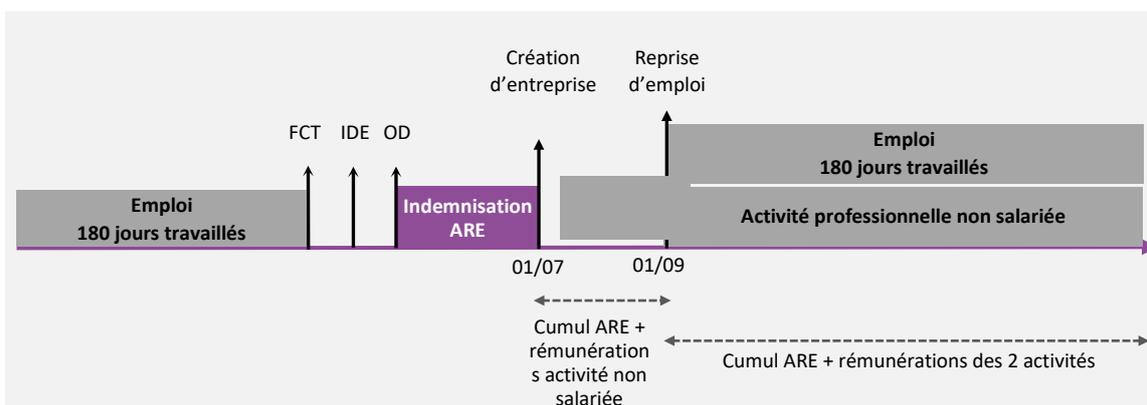 Création
d’entreprise
Reprise
d’emploi
FCT
IDE
OD
Emploi
180 jours travaillés
Indemnisation
ARE
Emploi
180 jours travaillés
Activité professionnelle non salariée
01/07
01/09
Cumul ARE +
rémunération
s activité non
salariée
Cumul ARE + rémunérations des 2 activités